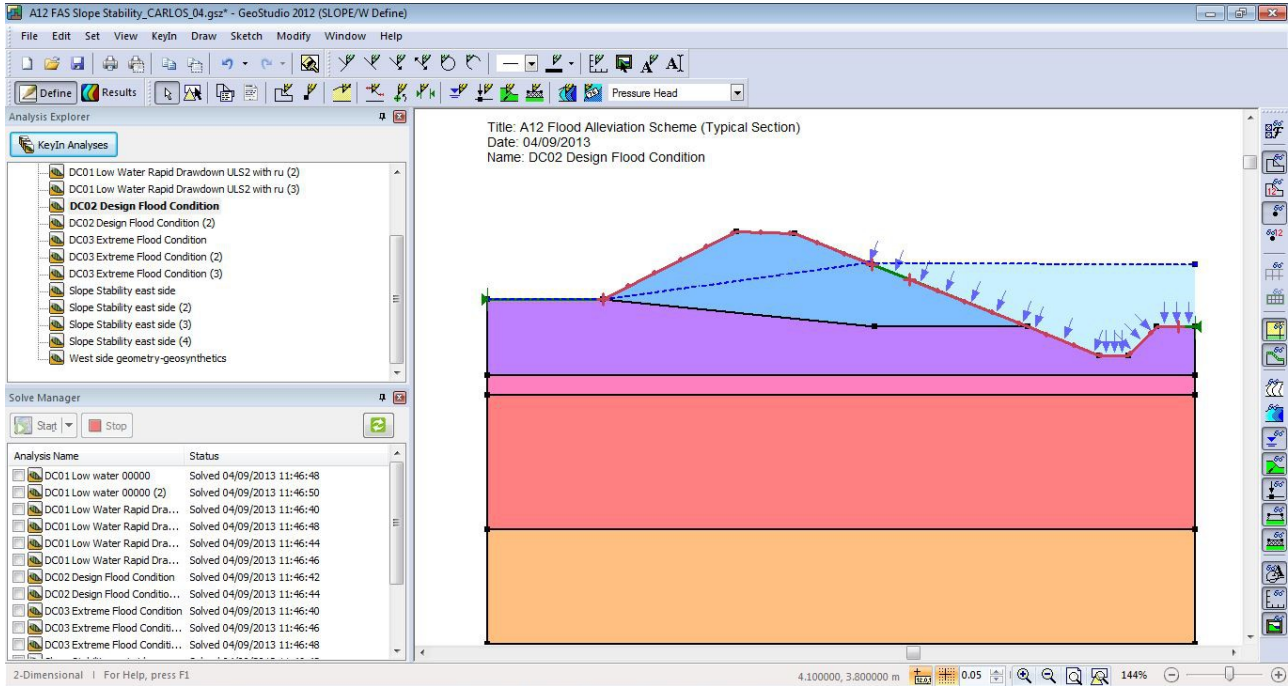 A12 FAS Slope Stability_CARLOS_04.gsz* - GeoStudio 2012 (SLOPE/W Define)
File Edit Set View KeyIn Draw Sketch Modify Window Help
Define Results Pressure Head
Analysis Explorer
KeyIn Analyses
DC01 Low Water Rapid Drawdown ULS2 with ru (2)
DC01 Low Water Rapid Drawdown ULS2 with ru (3)
DC02 Design Flood Condition
DC02 Design Flood Condition (2)
DC03 Extreme Flood Condition
DC03 Extreme Flood Condition (2)
DC03 Extreme Flood Condition (3)
Slope Stability east side
Slope Stability east side (2)
Slope Stability east side (3)
Slope Stability east side (4)
West side geometry-geosynthetics
Solve Manager
Start Stop
Analysis Name Status
DC01 Low water 00000 Solved 04/09/2013 11:46:48
DC01 Low water 00000 (2) Solved 04/09/2013 11:46:50
DC01 Low Water Rapid Dra... Solved 04/09/2013 11:46:40
DC01 Low Water Rapid Dra... Solved 04/09/2013 11:46:48
DC01 Low Water Rapid Dra... Solved 04/09/2013 11:46:44
DC01 Low Water Rapid Dra... Solved 04/09/2013 11:46:46
DC02 Design Flood Condition Solved 04/09/2013 11:46:42
DC02 Design Flood Conditio... Solved 04/09/2013 11:46:44
DC03 Extreme Flood Condition Solved 04/09/2013 11:46:40
DC03 Extreme Flood Conditi... Solved 04/09/2013 11:46:46
DC03 Extreme Flood Conditi... Solved 04/09/2013 11:46:48
Title: A12 Flood Alleviation Scheme (Typical Section)
Date: 04/09/2013
Name: DC02 Design Flood Condition
2-Dimensional | For Help, press F1
4.100000, 3.800000 m 0.05 144%